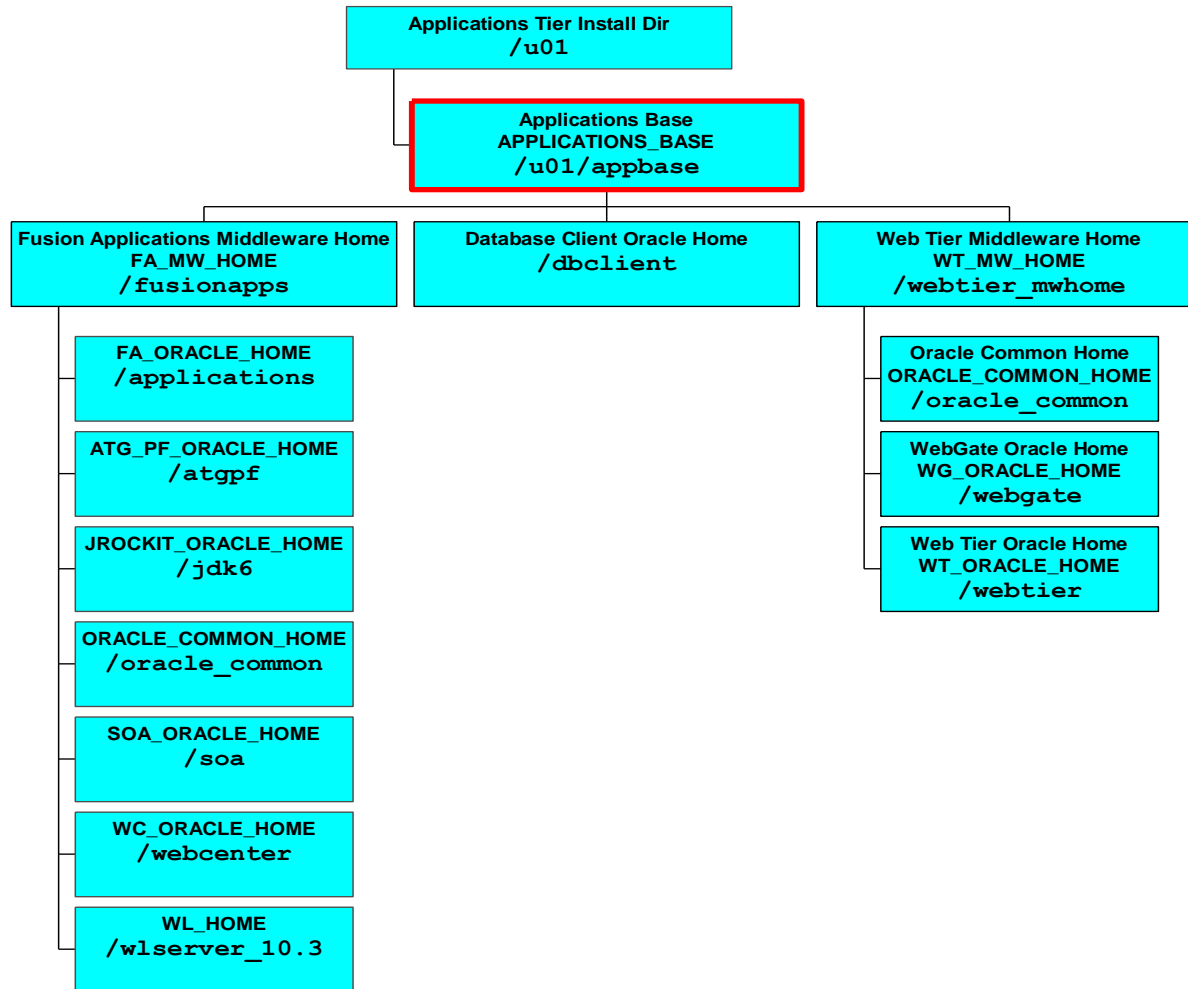 Applications Tier Install Dir
/u01
Applications Base
APPLICATIONS_BASE
/u01/appbase
Fusion Applications Middleware Home
FA_MW_HOME
/fusionapps
Database Client Oracle Home
/dbclient
Web Tier Middleware Home
WT_MW_HOME
/webtier_mwhome
FA_ORACLE_HOME
/applications
ATG_PF_ORACLE_HOME
/atgpf
JROCKIT_ORACLE_HOME
/jdk6
ORACLE_COMMON_HOME
/oracle_common
SOA_ORACLE_HOME
/soa
WC_ORACLE_HOME
/webcenter
WL_HOME
/wlserver_10.3
Oracle Common Home
ORACLE_COMMON_HOME
/oracle_common
WebGate Oracle Home
WG_ORACLE_HOME
/webgate
Web Tier Oracle Home
WT_ORACLE_HOME
/webtier